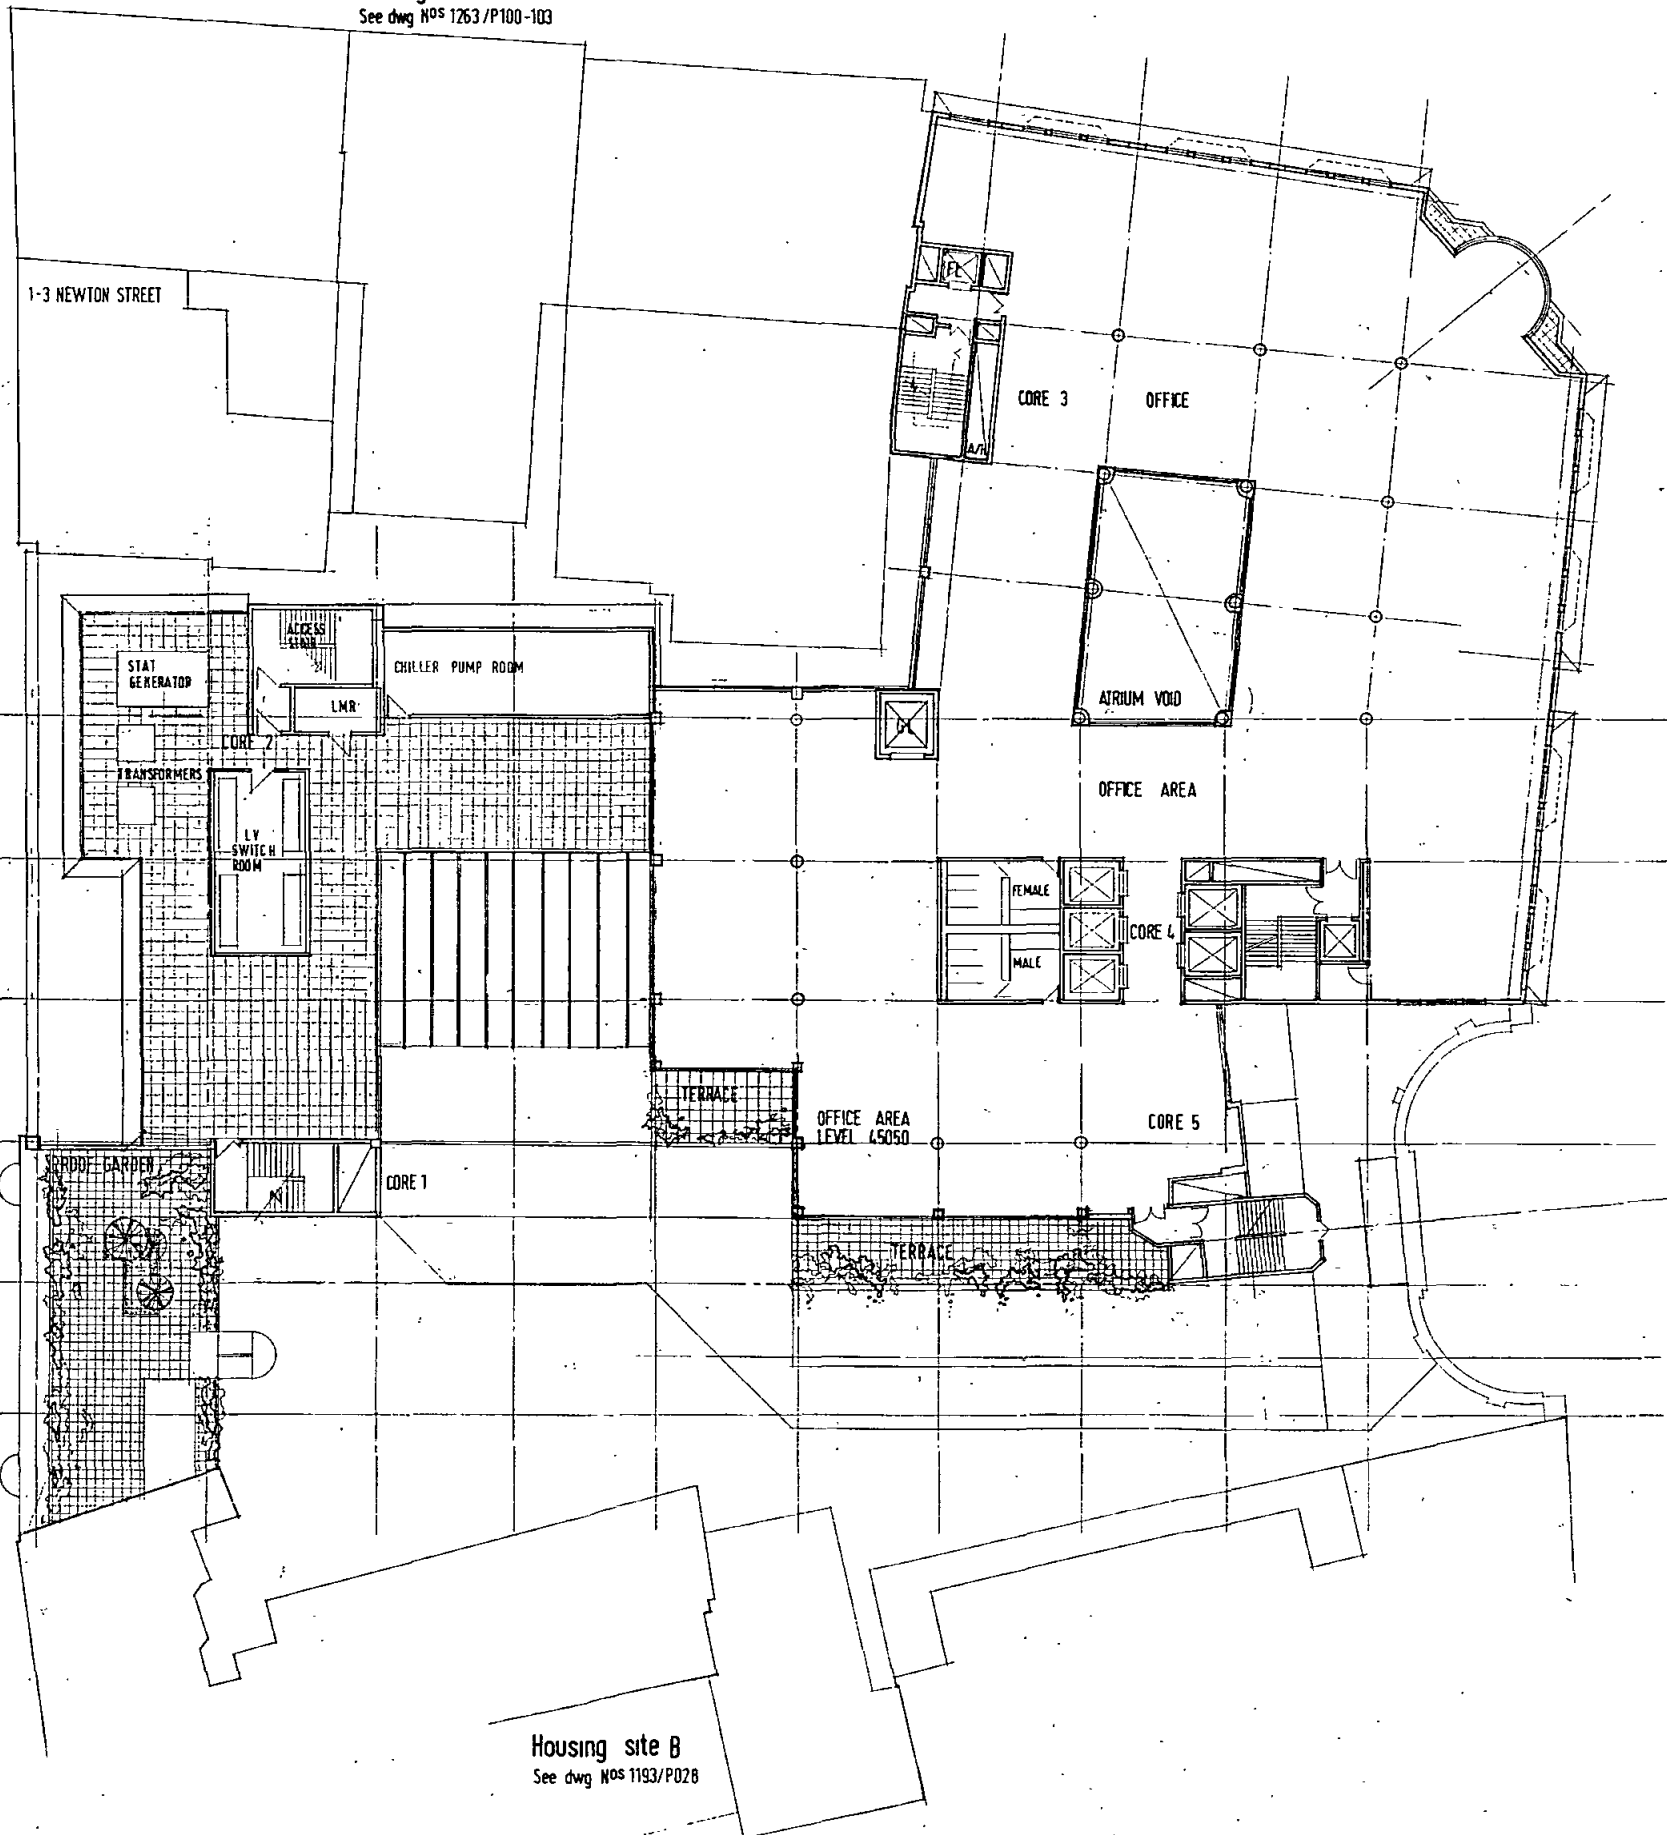 See dwg Nos 1263/P100-103
1-3 NEWTON STREET
FL
CORE 3
OFFICE
A/R
ACCESS
STAIR
STAT
GENERATOR
CHILLER PUMP ROOM
LMR
ATRIUM VOID
CORE 2
TRANSFORMERS
OFFICE AREA
LV
SWITCH
ROOM
FEMALE
CORE 4
MALE
TERRACE
OFFICE AREA
LEVEL 45050
CORE 5
ROOF GARDEN
CORE 1
TERRACE
Housing site B
See dwg Nos 1193/P028